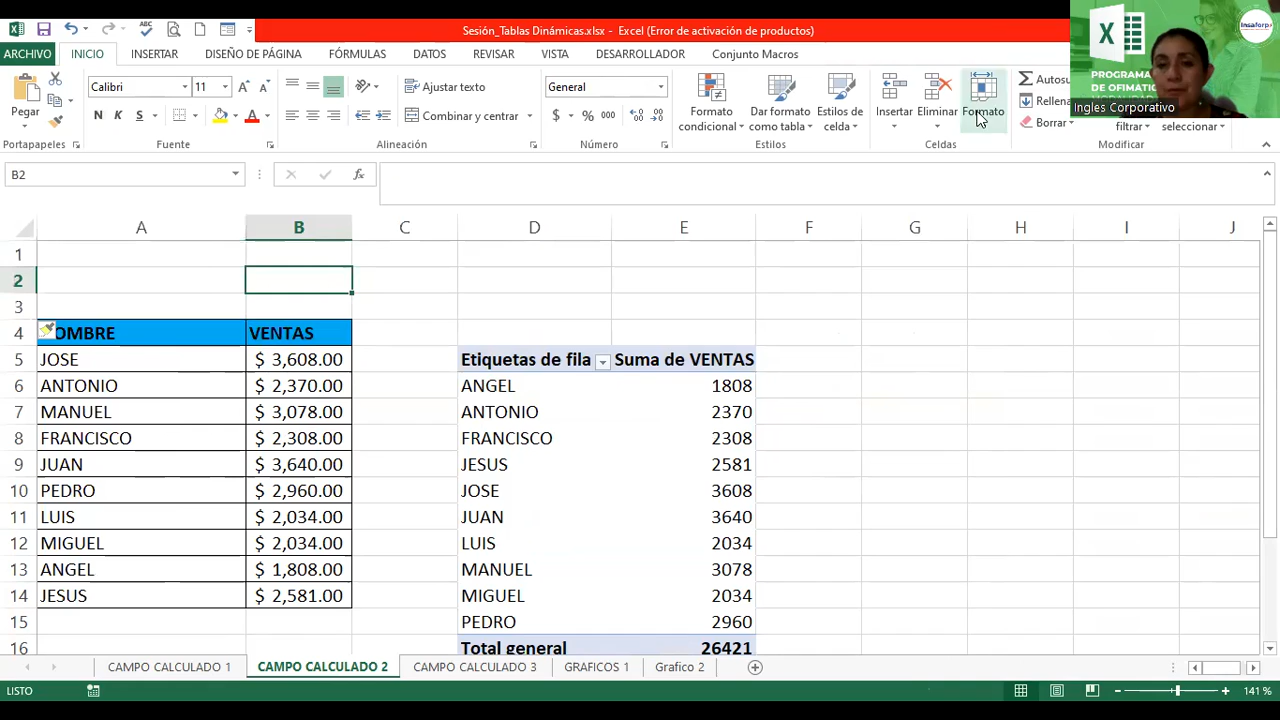 Sesión_Tablas Dinámicas.xlsx - Excel (Error de activación de productos)
ARCHIVO INICIO INSERTAR DISEÑO DE PÁGINA FÓRMULAS DATOS REVISAR VISTA DESARROLLADOR Conjunto Macros
Insaforp
PROGRAMA
DE OFIMÁTI
Ingles Corporativo
Pegar
Calibri 11
N K S
Ajustar texto
Combinar y centrar
General
$ % 000
Formato condicional
Dar formato como tabla
Estilos de celda
Insertar Eliminar Formato
Autosu
Rellena
Borrar
filtrar
seleccionar
Portapapeles Fuente Alineación Número Estilos Celdas Modificar
B2
fx
A B C D E F G H I J
1
2
3
4 OMBRE VENTAS
5 JOSE $ 3,608.00 Etiquetas de fila Suma de VENTAS
6 ANTONIO $ 2,370.00 ANGEL 1808
7 MANUEL $ 3,078.00 ANTONIO 2370
8 FRANCISCO $ 2,308.00 FRANCISCO 2308
9 JUAN $ 3,640.00 JESUS 2581
10 PEDRO $ 2,960.00 JOSE 3608
11 LUIS $ 2,034.00 JUAN 3640
12 MIGUEL $ 2,034.00 LUIS 2034
13 ANGEL $ 1,808.00 MANUEL 3078
14 JESUS $ 2,581.00 MIGUEL 2034
15 PEDRO 2960
16 Total general 26421
CAMPO CALCULADO 1 CAMPO CALCULADO 2 CAMPO CALCULADO 3 GRAFICOS 1 Grafico 2
LISTO
141 %